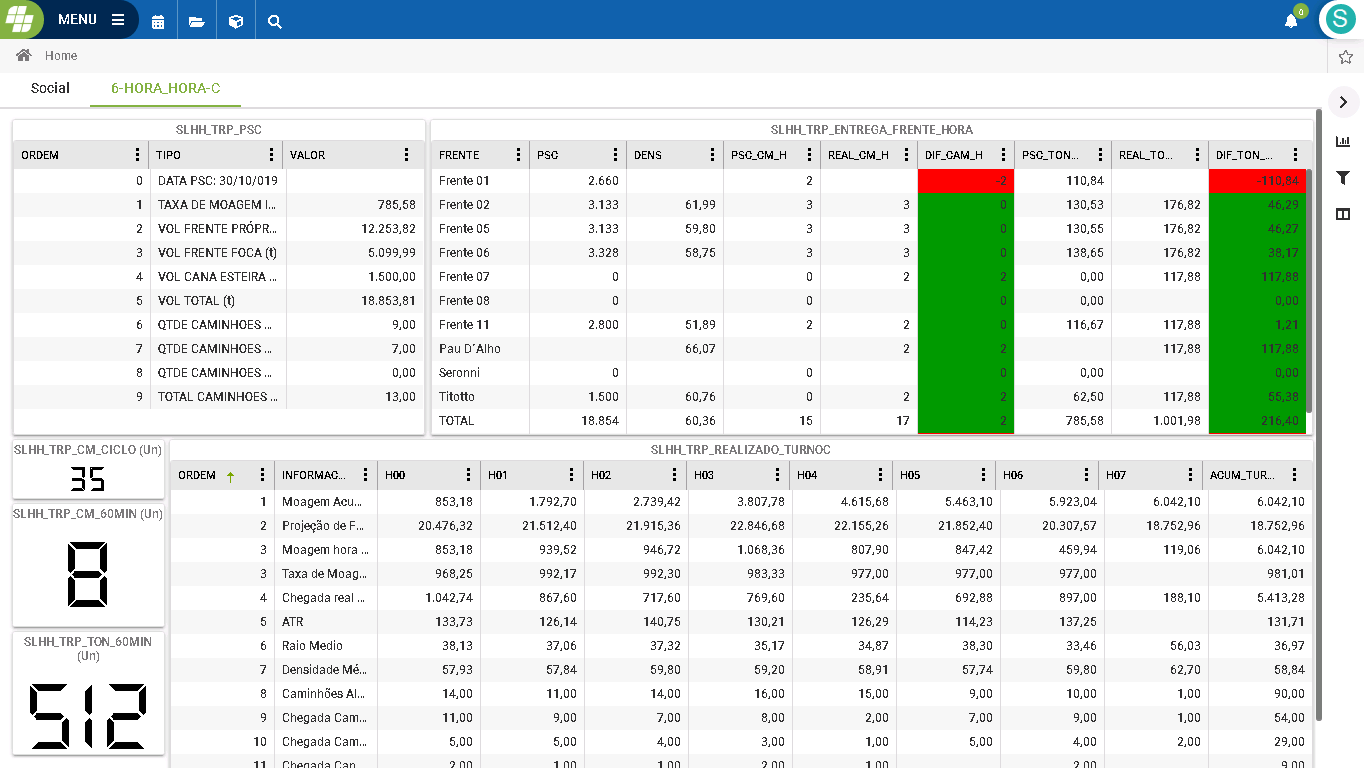 MENU
0
S
Home
Social 6-HORA_HORA-C
SLHH_TRP_PSC
ORDEM TIPO VALOR
0 DATA PSC: 30/10/019
1 TAXA DE MOAGEM I... 785,58
2 VOL FRENTE PRÓPR... 12.253,82
3 VOL FRENTE FOCA (t) 5.099,99
4 VOL CANA ESTEIRA ... 1.500,00
5 VOL TOTAL (t) 18.853,81
6 QTDE CAMINHOES ... 9,00
7 QTDE CAMINHOES ... 7,00
8 QTDE CAMINHOES ... 0,00
9 TOTAL CAMINHOES ... 13,00
SLHH_TRP_ENTREGA_FRENTE_HORA
FRENTE PSC DENS PSC_CM_H REAL_CM_H DIF_CAM_H PSC_TON... REAL_TO... DIF_TON_...
Frente 01 2.660 2 -2 110,84 -110,84
Frente 02 3.133 61,99 3 3 0 130,53 176,82 46,29
Frente 05 3.133 59,80 3 3 0 130,55 176,82 46,27
Frente 06 3.328 58,75 3 3 0 138,65 176,82 38,17
Frente 07 0 0 2 2 0,00 117,88 117,88
Frente 08 0 0 0 0,00 0,00
Frente 11 2.800 51,89 2 2 0 116,67 117,88 1,21
Pau D´Alho 66,07 2 2 117,88 117,88
Seronni 0 0 0 0,00 0,00
Titotto 1.500 60,76 0 2 2 62,50 117,88 55,38
TOTAL 18.854 60,36 15 17 2 785,58 1.001,98 216,40
SLHH_TRP_CM_CICLO (Un)
35
SLHH_TRP_CM_60MIN (Un)
8
SLHH_TRP_TON_60MIN
(Un)
512
SLHH_TRP_REALIZADO_TURNOC
ORDEM INFORMAC... H00 H01 H02 H03 H04 H05 H06 H07 ACUM_TUR...
1 Moagem Acu... 853,18 1.792,70 2.739,42 3.807,78 4.615,68 5.463,10 5.923,04 6.042,10 6.042,10
2 Projeção de F... 20.476,32 21.512,40 21.915,36 22.846,68 22.155,26 21.852,40 20.307,57 18.752,96 18.752,96
3 Moagem hora ... 853,18 939,52 946,72 1.068,36 807,90 847,42 459,94 119,06 6.042,10
3 Taxa de Moag... 968,25 992,17 992,30 983,33 977,00 977,00 977,00 981,01
4 Chegada real ... 1.042,74 867,60 717,60 769,60 235,64 692,88 897,00 188,10 5.413,28
5 ATR 133,73 126,14 140,75 130,21 126,29 114,23 137,25 131,71
6 Raio Medio 38,13 37,06 37,32 35,17 34,87 38,30 33,46 56,03 36,97
7 Densidade Mé... 57,93 57,84 59,80 59,20 58,91 57,74 59,80 62,70 58,84
8 Caminhões Al... 14,00 11,00 14,00 16,00 15,00 9,00 10,00 1,00 90,00
9 Chegada Cam... 11,00 9,00 7,00 8,00 2,00 7,00 9,00 1,00 54,00
10 Chegada Cam... 5,00 5,00 4,00 3,00 1,00 5,00 4,00 2,00 29,00
11 Chegada Can... 2,00 1,00 1,00 2,00 1,00 2,00 9,00